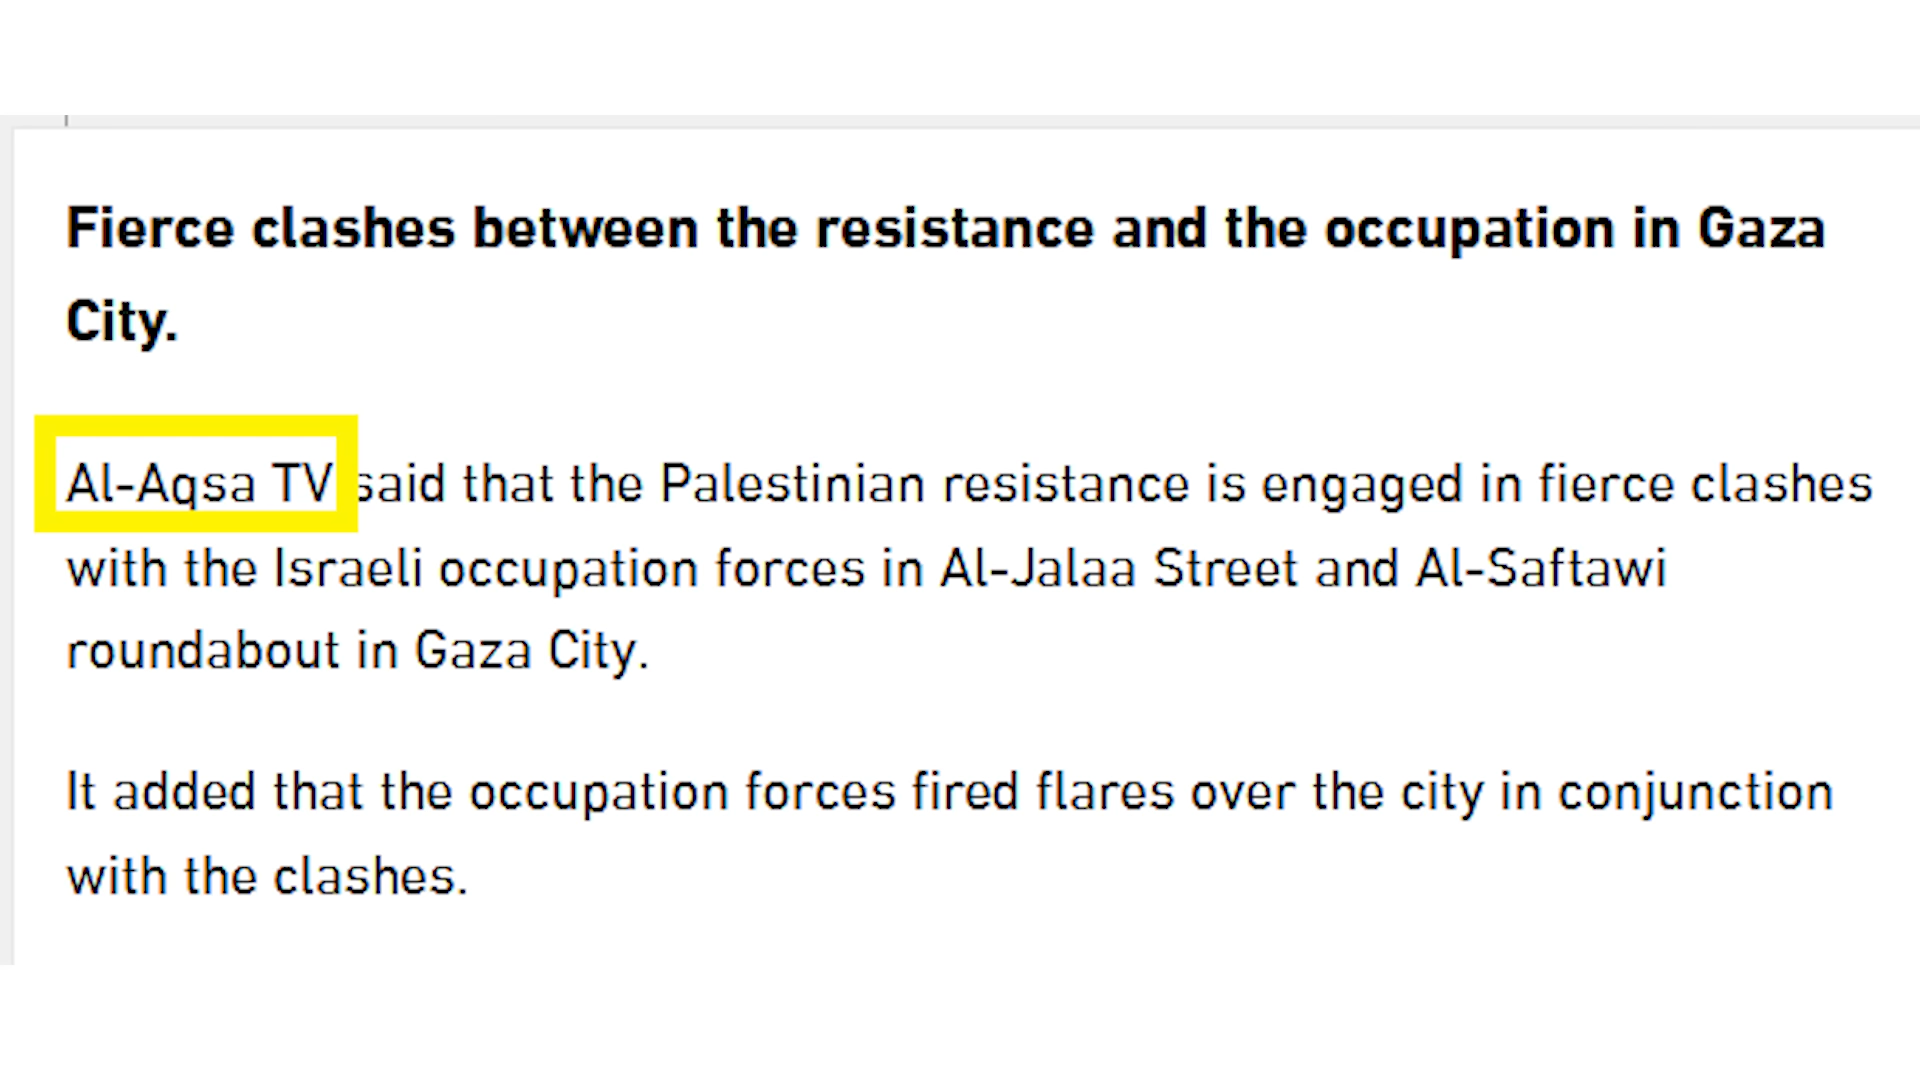 Fierce clashes between the resistance and the occupation in Gaza
City.
Al-Aqsa TV said that the Palestinian resistance is engaged in fierce clashes
with the Israeli occupation forces in Al-Jalaa Street and Al-Saftawi
roundabout in Gaza City.
It added that the occupation forces fired flares over the city in conjunction
with the clashes.